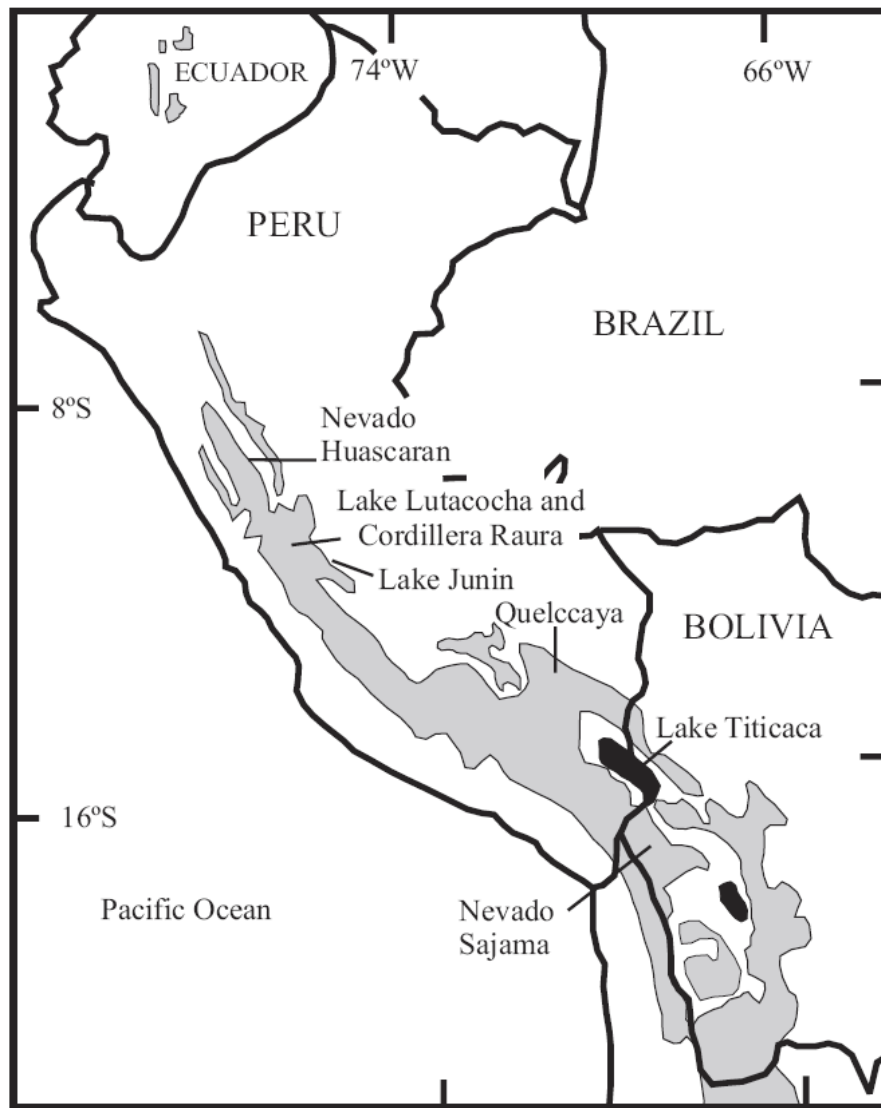 ECUADOR
74ºW
66ºW
PERU
BRAZIL
8ºS
Nevado
Huascaran
Lake Lutacocha and
Cordillera Raura
Lake Junin
Quelccaya
BOLIVIA
Lake Titicaca
16ºS
Pacific Ocean
Nevado
Sajama